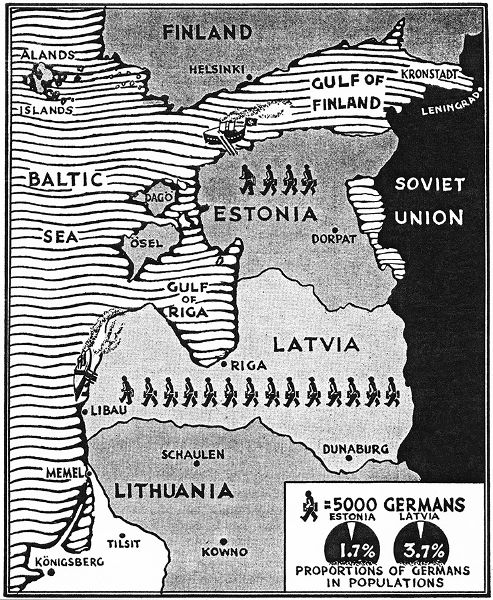 FINLAND
ÅLANDS
ISLANDS
HELSINKI
GULF OF
FINLAND
KRONSTADT
LENINGRAD
BALTIC
SEA
DAGÖ
ÖSEL
ESTONIA
DORPAT
SOVIET
UNION
GULF
OF
RIGA
LATVIA
RIGA
LIBAU
DUNABURG
SCHAULEN
MEMEL
LITHUANIA
TILSIT
KOWNO
KÖNIGSBERG
=5000 GERMANS
ESTONIA LATVIA
1.7% 3.7%
PROPORTIONS OF GERMANS
IN POPULATIONS